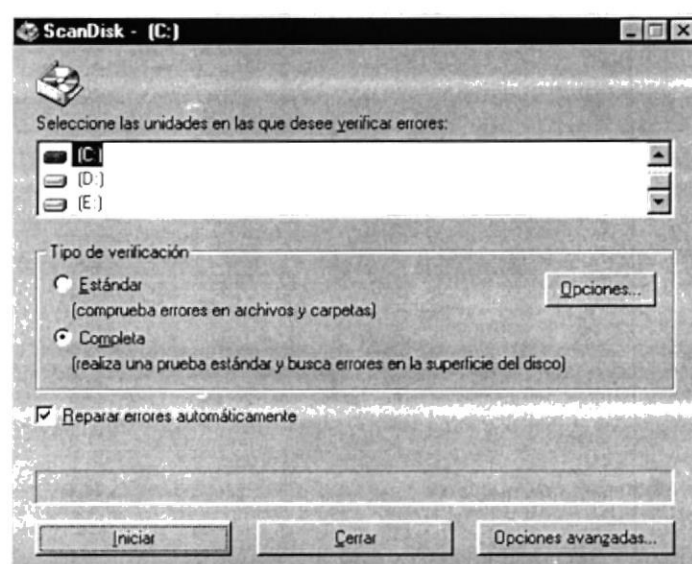 ScanDisk - (C:)
Seleccione las unidades en las que desee verificar errores:
(C:)
(D:)
(E:)
Tipo de verificación
Estándar
(comprueba errores en archivos y carpetas)
Opciones...
Completa
(realiza una prueba estándar y busca errores en la superficie del disco)
Reparar errores automáticamente
Iniciar
Cerrar
Opciones avanzadas...